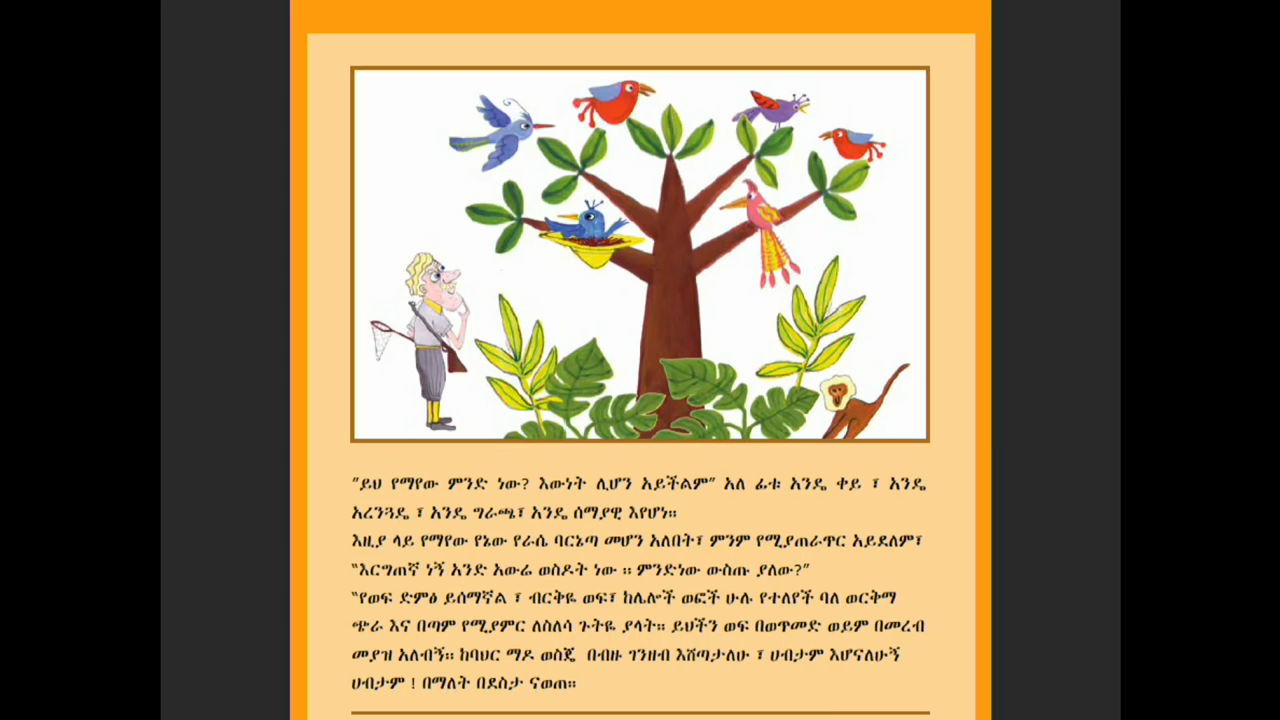 "ይህ የማየው ምንድ ነው? እውነት ሊሆን አይችልም" አለ ፊቱ አንዴ ቀይ ፣ አንዴ
አረንጓዴ ፣ አንዴ ግራጫ፣ አንዴ ሰማያዊ እየሆነ።
እዚያ ላይ የማየው የኔው የራሴ ባርኔጣ መሆን አለበት፣ ምንም የሚያጠራጥር አይደለም፣
"እርግጠኛ ነኝ አንድ አውሬ ወስዶት ነው ፡፡ ምንድነው ውስጡ ያለው?"
"የወፍ ድምፅ ይሰማኛል ፣ ብርቅዬ ወፍ፣ ከሌሎች ወፎች ሁሉ የተለየች ባለ ወርቅማ
ጭራ እና በጣም የሚያምር ለስለሳ ጉትዬ ያላት። ይህችን ወፍ በወጥመድ ወይም በመረብ
መያዝ አለብኝ። ከባህር ማዶ ወስጄ በብዙ ገንዘብ እሸጣታለሁ ፣ ሀብታም እሆናለሁኝ
ሀብታም ! በማለት በደስታ ናወጠ።